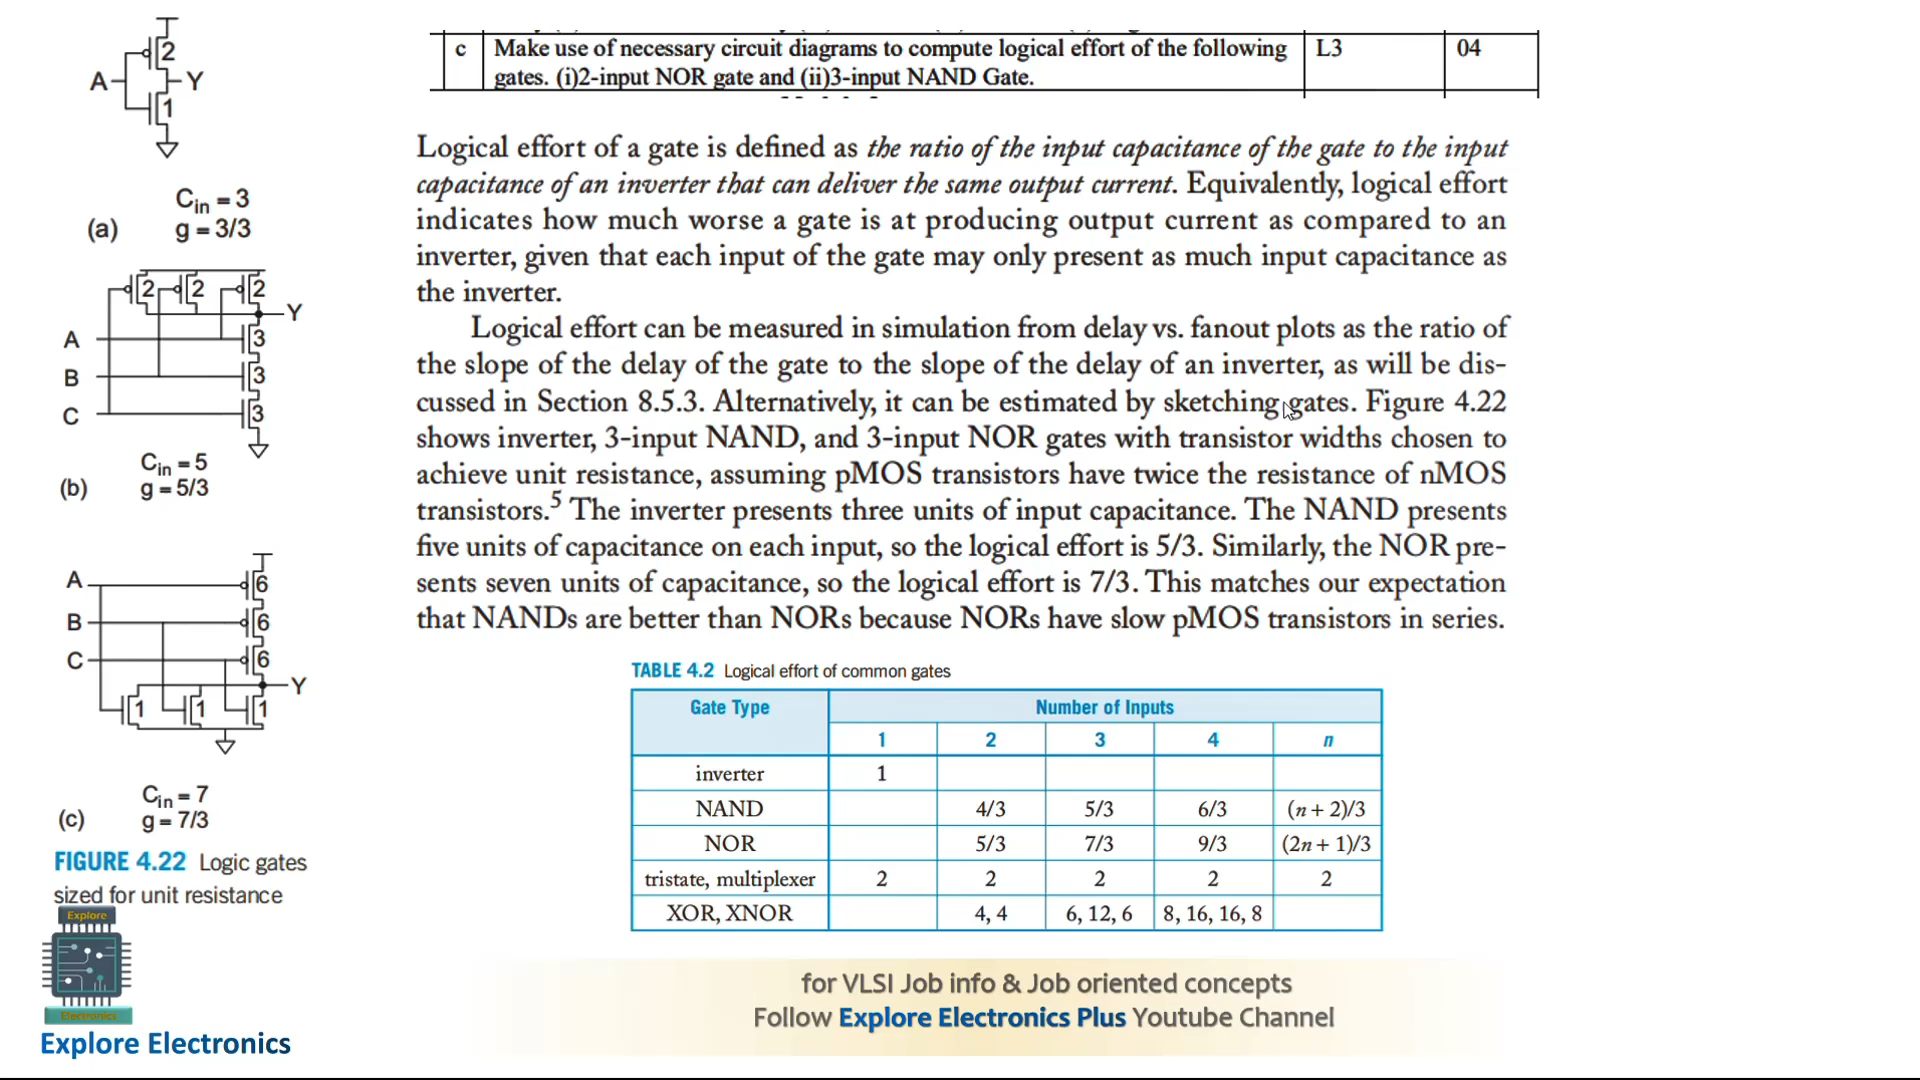 c Make use of necessary circuit diagrams to compute logical effort of the following L3 04
gates. (i)2-input NOR gate and (ii)3-input NAND Gate.
2
A Y
1
Cin = 3
(a) g = 3/3
2 2 2
Y
A 3
B 3
C 3
Cin = 5
(b) g = 5/3
A 6
B 6
C 6
Y
1 1 1
Cin = 7
(c) g = 7/3
FIGURE 4.22 Logic gates
sized for unit resistance
Logical effort of a gate is defined as the ratio of the input capacitance of the gate to the input
capacitance of an inverter that can deliver the same output current. Equivalently, logical effort
indicates how much worse a gate is at producing output current as compared to an
inverter, given that each input of the gate may only present as much input capacitance as
the inverter.
Logical effort can be measured in simulation from delay vs. fanout plots as the ratio of
the slope of the delay of the gate to the slope of the delay of an inverter, as will be dis-
cussed in Section 8.5.3. Alternatively, it can be estimated by sketching gates. Figure 4.22
shows inverter, 3-input NAND, and 3-input NOR gates with transistor widths chosen to
achieve unit resistance, assuming pMOS transistors have twice the resistance of nMOS
transistors.5 The inverter presents three units of input capacitance. The NAND presents
five units of capacitance on each input, so the logical effort is 5/3. Similarly, the NOR pre-
sents seven units of capacitance, so the logical effort is 7/3. This matches our expectation
that NANDs are better than NORs because NORs have slow pMOS transistors in series.
TABLE 4.2 Logical effort of common gates
Gate Type Number of Inputs
1 2 3 4 n
inverter 1
NAND 4/3 5/3 6/3 (n + 2)/3
NOR 5/3 7/3 9/3 (2n + 1)/3
tristate, multiplexer 2 2 2 2 2
XOR, XNOR 4, 4 6, 12, 6 8, 16, 16, 8
Explore
Electronics
Explore Electronics
for VLSI Job info & Job oriented concepts
Follow Explore Electronics Plus Youtube Channel